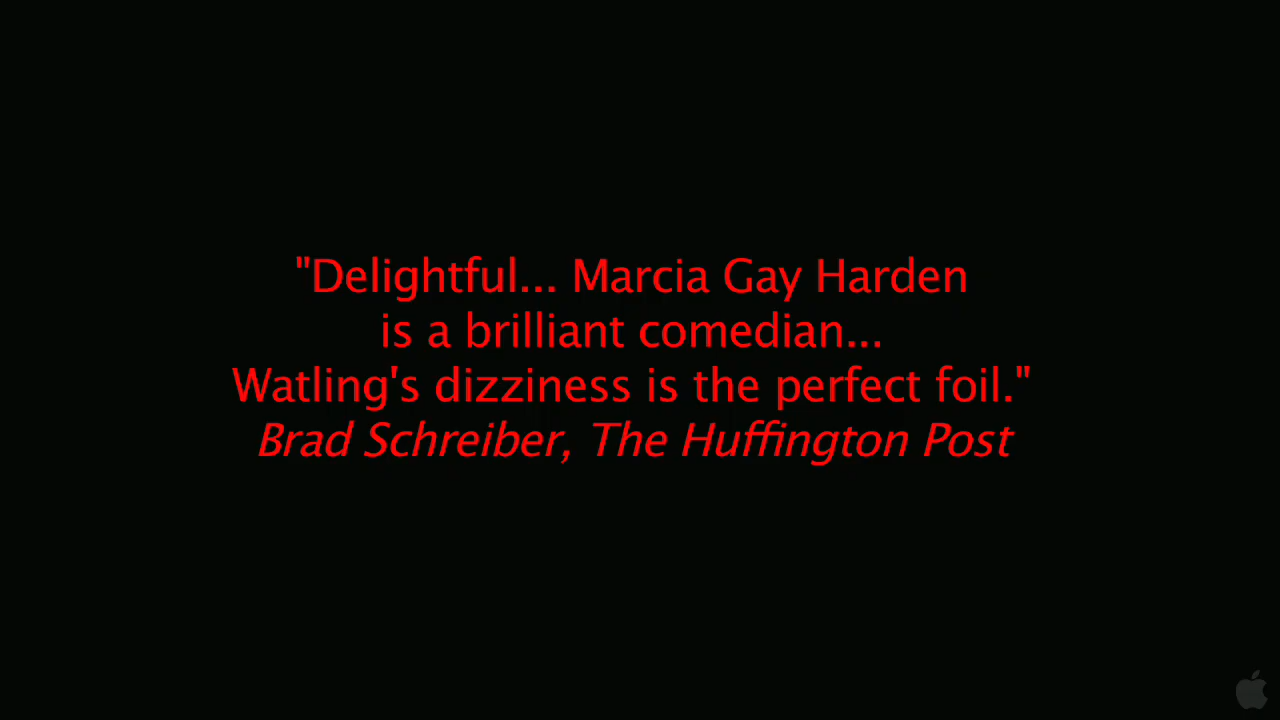 "Delightful... Marcia Gay Harden
is a brilliant comedian...
Watling's dizziness is the perfect foil."
Brad Schreiber, The Huffington Post